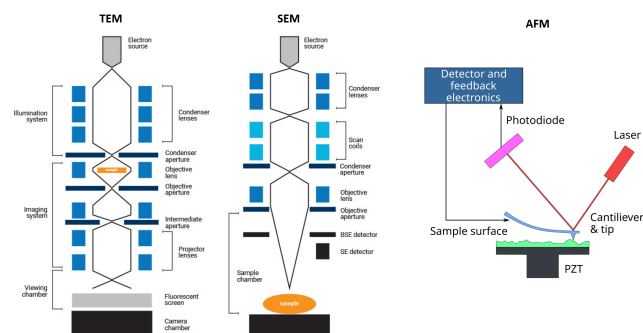 TEM
Electron
source
Illumination
system
Condenser
lenses
Condenser
aperture
sample
Objective
lens
Objective
aperture
Imaging
system
Intermediate
aperture
Projector
lenses
Viewing
chamber
Fluorescent
screen
Camera
chamber
SEM
Electron
source
Condenser
lenses
Scan
coils
Condenser
aperture
Objective
lens
Objective
aperture
BSE detector
SE detector
Sample
chamber
sample
AFM
Detector and
feedback
electronics
Photodiode
Laser
Cantilever
& tip
Sample surface
PZT